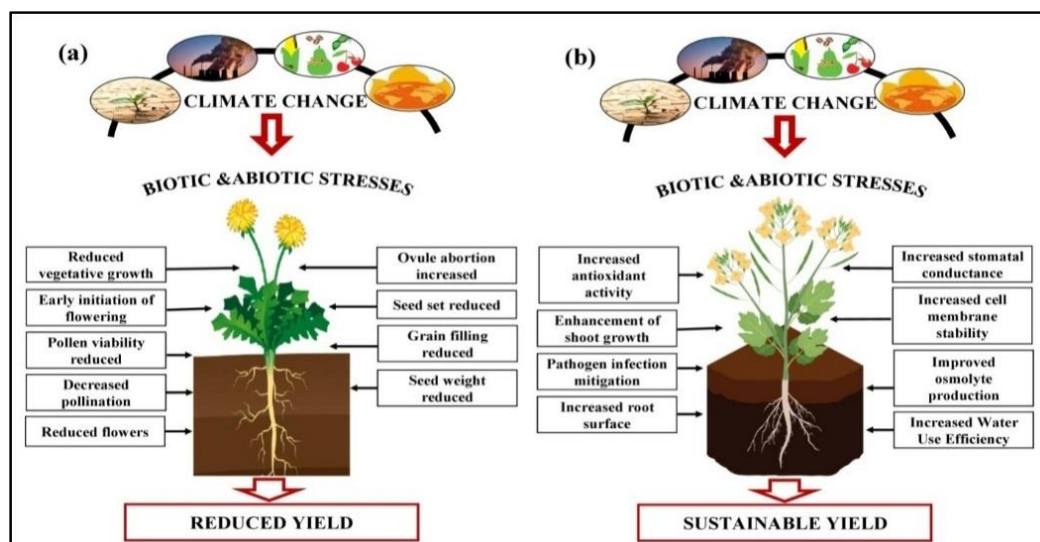 (a)
CLIMATE CHANGE
BIOTIC &ABIOTIC STRESSES
Reduced
vegetative growth
Early initiation of
flowering
Pollen viability
reduced
Decreased
pollination
Reduced flowers
Ovule abortion
increased
Seed set reduced
Grain filling
reduced
Seed weight
reduced
REDUCED YIELD
(b)
CLIMATE CHANGE
BIOTIC &ABIOTIC STRESSES
Increased
antioxidant
activity
Enhancement of
shoot growth
Pathogen infection
mitigation
Increased root
surface
Increased stomatal
conductance
Increased cell
membrane
stability
Improved
osmolyte
production
Increased Water
Use Efficiency
SUSTAINABLE YIELD